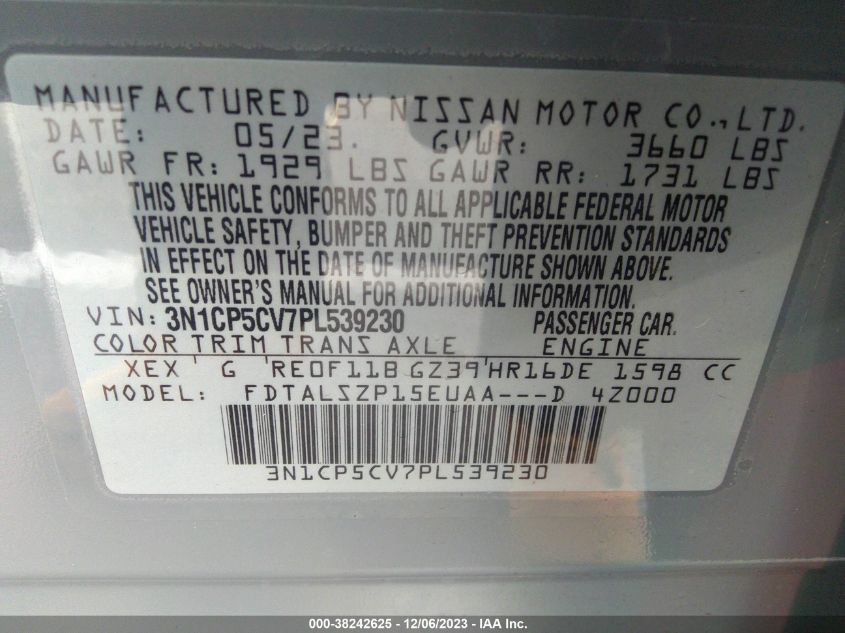 MANUFACTURED BY NISSAN MOTOR CO., LTD.
DATE: 05/23. GVWR: 3660 LBS
GAWR FR: 1929 LBS GAWR RR: 1731 LBS
THIS VEHICLE CONFORMS TO ALL APPLICABLE FEDERAL MOTOR
VEHICLE SAFETY, BUMPER AND THEFT PREVENTION STANDARDS
IN EFFECT ON THE DATE OF MANUFACTURE SHOWN ABOVE.
SEE OWNER'S MANUAL FOR ADDITIONAL INFORMATION.
VIN: 3N1CP5CV7PL539230 PASSENGER CAR.
COLOR TRIM TRANS AXLE ENGINE
XEX G RE0F11B GZ39 HR16DE 1598 CC
MODEL: FDTALSZP15EUAA---D 4Z000
3N1CP5CV7PL539230
000-38242625 - 12/06/2023 - IAA Inc.